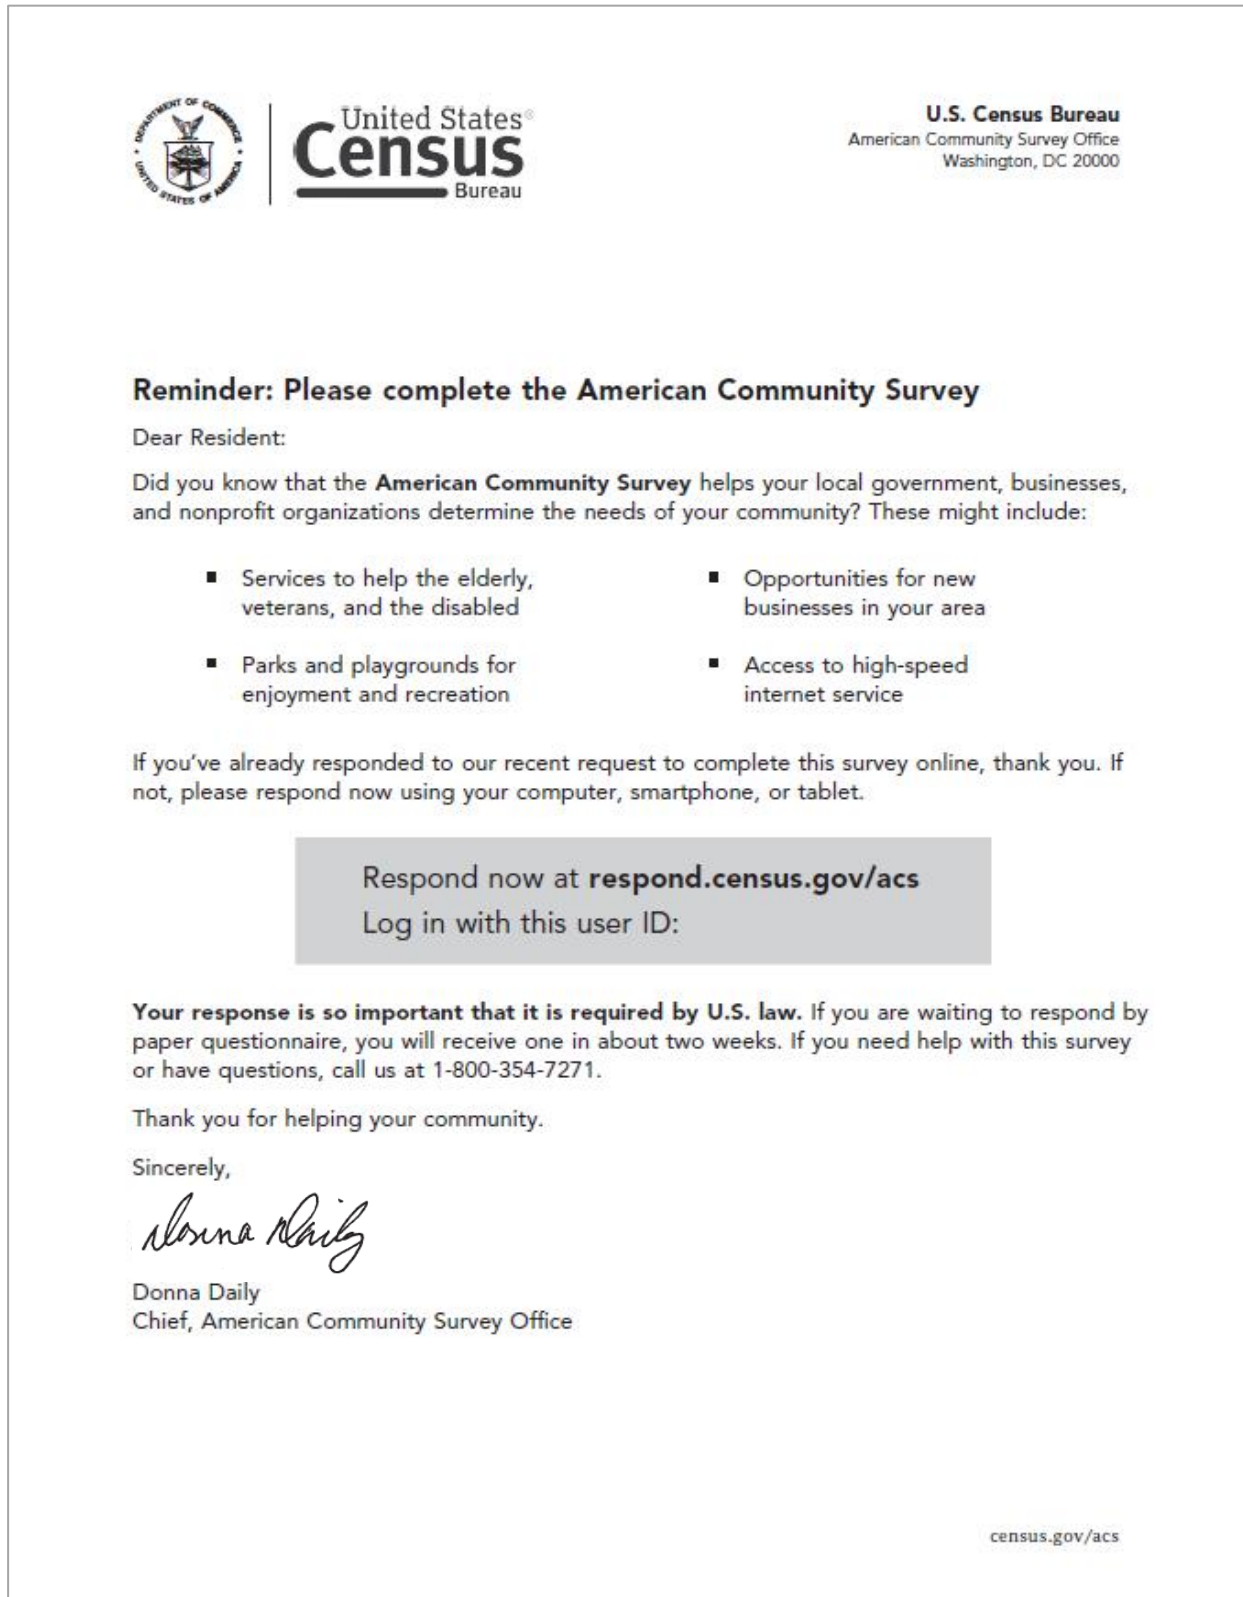 DEPARTMENT OF COMMERCE
UNITED STATES OF AMERICA
United States®
Census
Bureau
U.S. Census Bureau
American Community Survey Office
Washington, DC 20000
Reminder: Please complete the American Community Survey
Dear Resident:
Did you know that the American Community Survey helps your local government, businesses,
and nonprofit organizations determine the needs of your community? These might include:
■ Services to help the elderly,
veterans, and the disabled
■ Parks and playgrounds for
enjoyment and recreation
■ Opportunities for new
businesses in your area
■ Access to high-speed
internet service
If you’ve already responded to our recent request to complete this survey online, thank you. If
not, please respond now using your computer, smartphone, or tablet.
Respond now at respond.census.gov/acs
Log in with this user ID:
Your response is so important that it is required by U.S. law. If you are waiting to respond by
paper questionnaire, you will receive one in about two weeks. If you need help with this survey
or have questions, call us at 1-800-354-7271.
Thank you for helping your community.
Sincerely,
Donna Daily
Donna Daily
Chief, American Community Survey Office
census.gov/acs